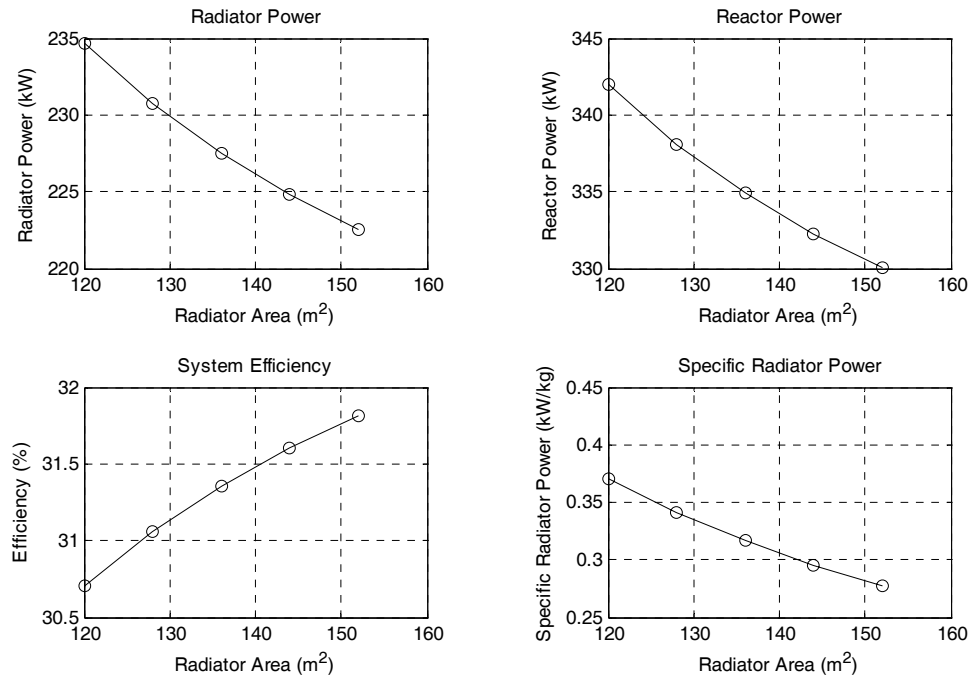 Radiator Power
235
230
225
220
Radiator Power (kW)
120 130 140 150 160
Radiator Area (m²)
Reactor Power
345
340
335
330
Reactor Power (kW)
120 130 140 150 160
Radiator Area (m²)
System Efficiency
32
31.5
31
30.5
Efficiency (%)
120 130 140 150 160
Radiator Area (m²)
Specific Radiator Power
0.45
0.4
0.35
0.3
0.25
Specific Radiator Power (kW/kg)
120 130 140 150 160
Radiator Area (m²)